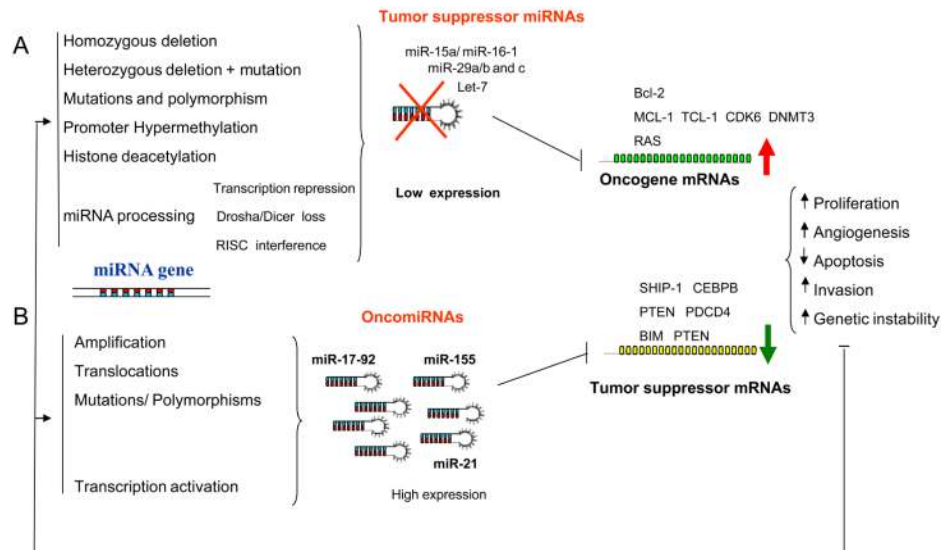 A
Homozygous deletion
Heterozygous deletion + mutation
Mutations and polymorphism
Promoter Hypermethylation
Histone deacetylation
miRNA processing
Transcription repression
Drosha/Dicer loss
RISC interference
miRNA gene
Tumor suppressor miRNAs
miR-15a/ miR-16-1
miR-29a/b and c
Let-7
Low expression
Bcl-2
MCL-1 TCL-1 CDK6 DNMT3
RAS
Oncogene mRNAs
Proliferation
Angiogenesis
Apoptosis
Invasion
Genetic instability
B
Amplification
Translocations
Mutations/ Polymorphisms
Transcription activation
OncomiRNAs
miR-17-92
miR-155
miR-21
High expression
SHIP-1 CEBPB
PTEN PDCD4
BIM PTEN
Tumor suppressor mRNAs